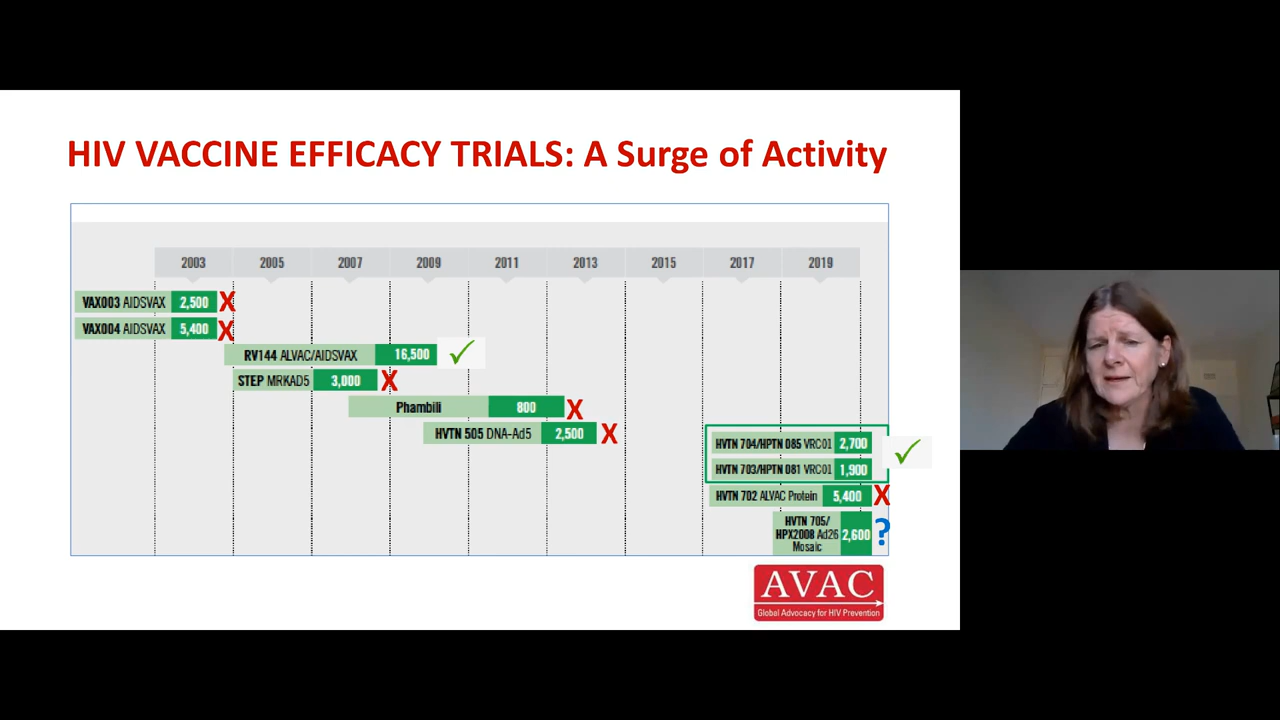 HIV VACCINE EFFICACY TRIALS: A Surge of Activity
2003 2005 2007 2009 2011 2013 2015 2017 2019
VAX003 AIDSVAX 2,500 X
VAX004 AIDSVAX 5,400 X
RV144 ALVAC/AIDSVAX 16,500 ✓
STEP MRKAD5 3,000 X
Phambili 800 X
HVTN 505 DNA-Ad5 2,500 X
HVTN 704/HPTN 085 VRC01 2,700
HVTN 703/HPTN 081 VRC01 1,900
✓
HVTN 702 ALVAC Protein 5,400 X
HVTN 705/
HPX2008 Ad26 2,600 ?
Mosaic
AVAC
Global Advocacy for HIV Prevention